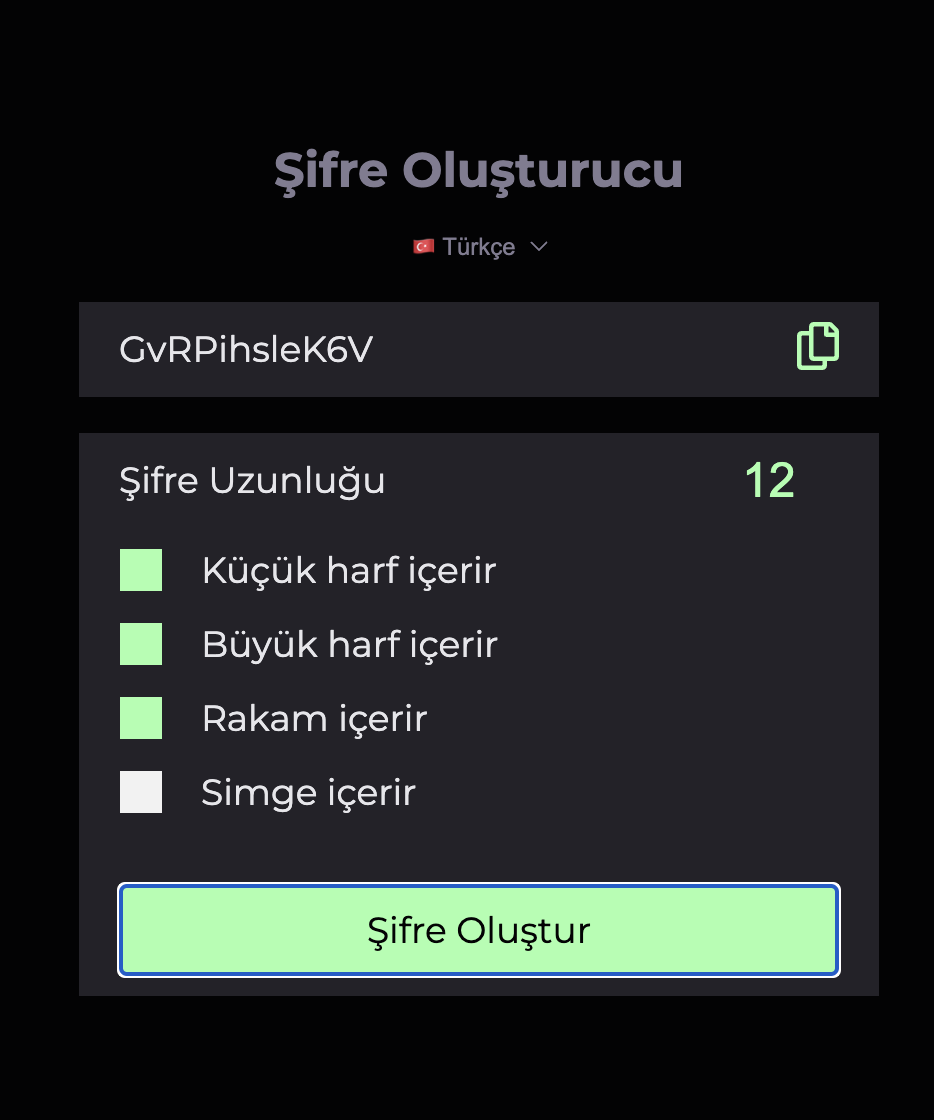 Şifre Oluşturucu
🇹🇷 Türkçe
GvRPihsleK6V
Şifre Uzunluğu 12
Küçük harf içerir
Büyük harf içerir
Rakam içerir
Simge içerir
Şifre Oluştur